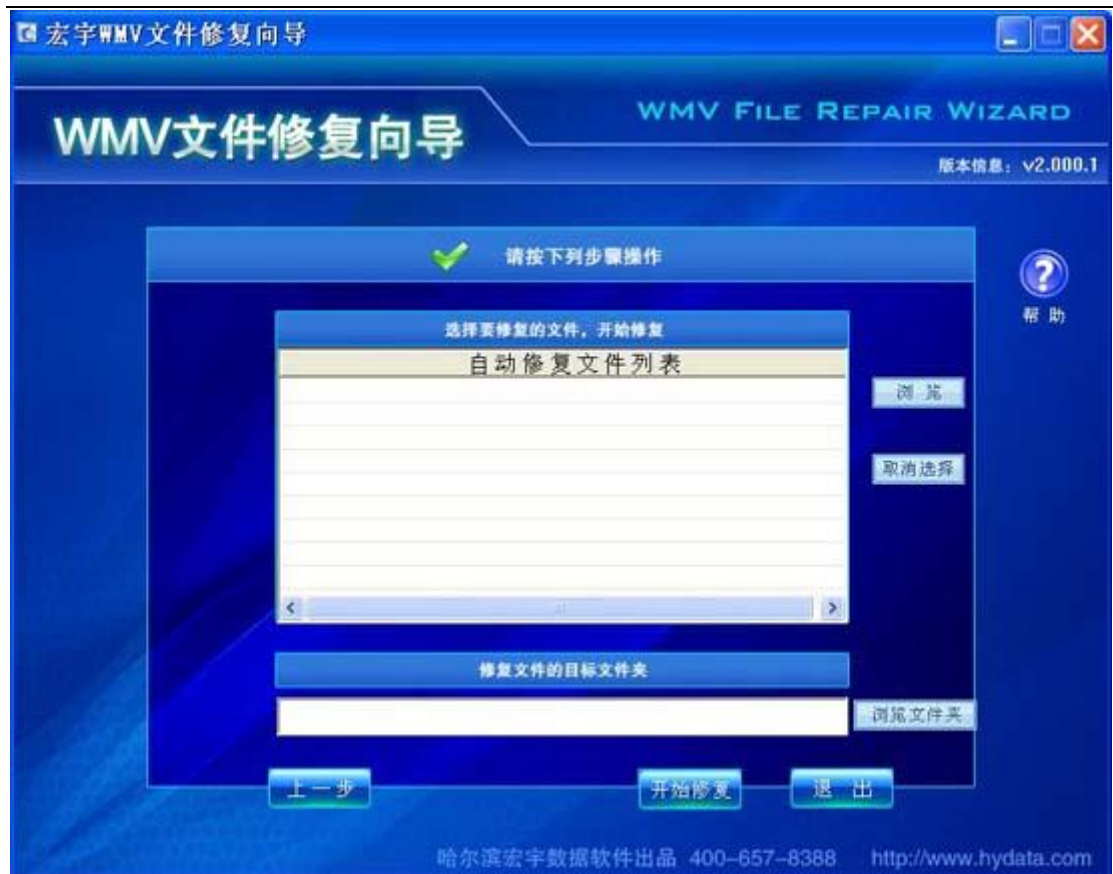 宏宇WMV文件修复向导
WMV文件修复向导
WMV FILE REPAIR WIZARD
版本信息：v2.000.1
请按下列步骤操作
帮 助
选择要修复的文件，开始修复
自动修复文件列表
浏 览
取消选择
修复文件的目标文件夹
浏览文件夹
上一步
开始修复
退 出
哈尔滨宏宇数据软件出品 400-657-8388 http://www.hydata.com